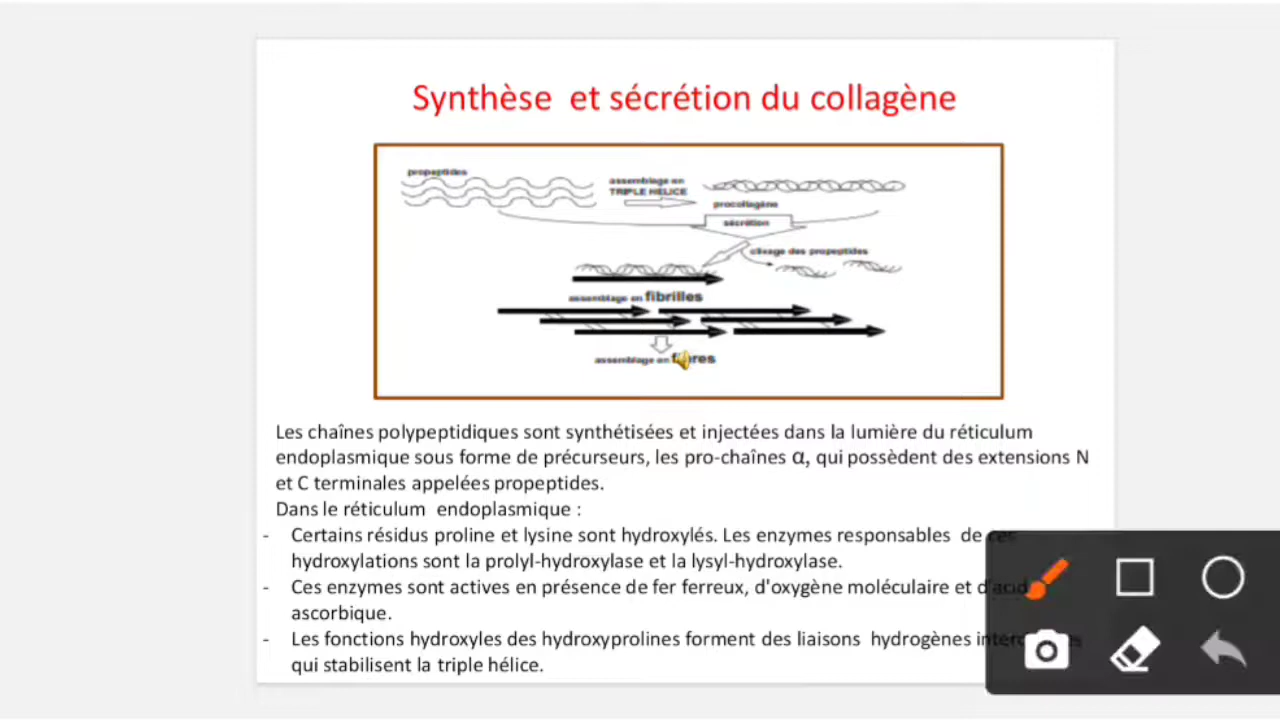 Synthèse et sécrétion du collagène
propeptides
assemblage en
TRIPLE HELICE
procollagène
sécrétion
clivage des propeptides
assemblage en fibrilles
assemblage en
Les chaînes polypeptidiques sont synthétisées et injectées dans la lumière du réticulum
endoplasmique sous forme de précurseurs, les pro-chaînes α, qui possèdent des extensions N
et C terminales appelées propeptides.
Dans le réticulum endoplasmique :
- Certains résidus proline et lysine sont hydroxylés. Les enzymes responsables de ces
hydroxylations sont la prolyl-hydroxylase et la lysyl-hydroxylase.
- Ces enzymes sont actives en présence de fer ferreux, d'oxygène moléculaire et d'acide
ascorbique.
- Les fonctions hydroxyles des hydroxyprolines forment des liaisons hydrogènes
qui stabilisent la triple hélice.